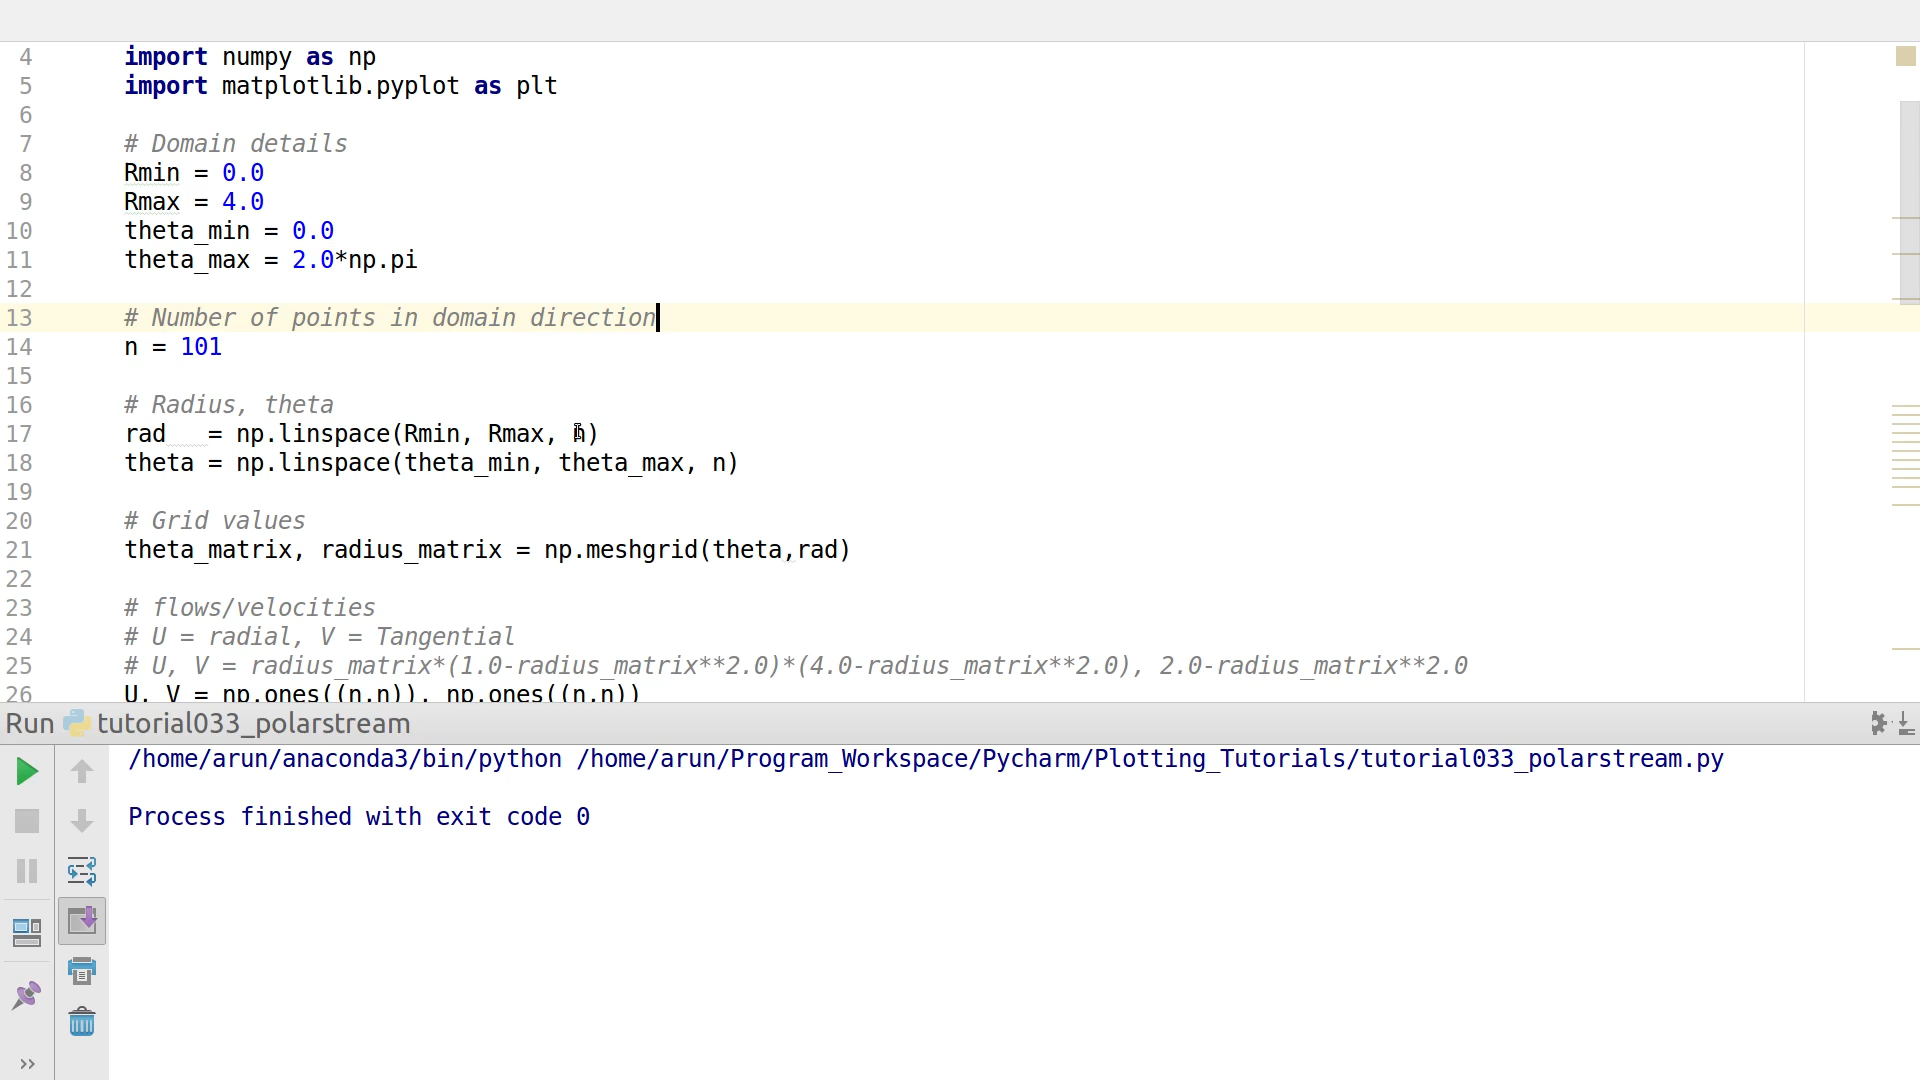 4 import numpy as np
5 import matplotlib.pyplot as plt
6
7 # Domain details
8 Rmin = 0.0
9 Rmax = 4.0
10 theta_min = 0.0
11 theta_max = 2.0*np.pi
12
13 # Number of points in domain direction
14 n = 101
15
16 # Radius, theta
17 rad   = np.linspace(Rmin, Rmax, n)
18 theta = np.linspace(theta_min, theta_max, n)
19
20 # Grid values
21 theta_matrix, radius_matrix = np.meshgrid(theta,rad)
22
23 # flows/velocities
24 # U = radial, V = Tangential
25 # U, V = radius_matrix*(1.0-radius_matrix**2.0)*(4.0-radius_matrix**2.0), 2.0-radius_matrix**2.0
26 U, V = np.ones((n,n)), np.ones((n,n))
Run tutorial033_polarstream
/home/arun/anaconda3/bin/python /home/arun/Program_Workspace/Pycharm/Plotting_Tutorials/tutorial033_polarstream.py
Process finished with exit code 0